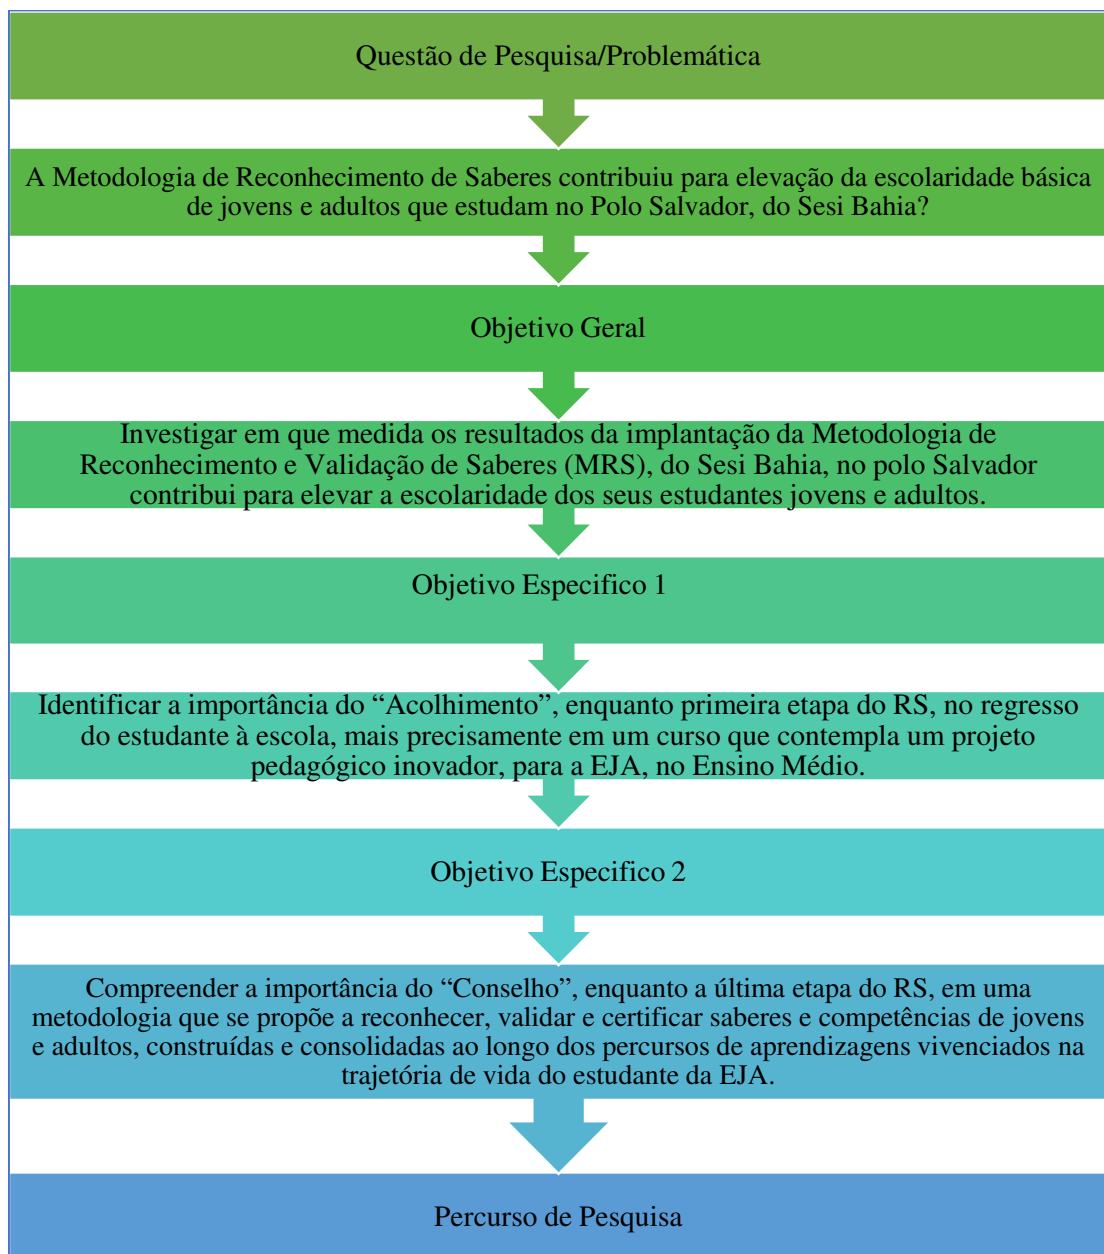 Questão de Pesquisa/Problemática
A Metodologia de Reconhecimento de Saberes contribuiu para elevação da escolaridade básica
de jovens e adultos que estudam no Polo Salvador, do Sesi Bahia?
Objetivo Geral
Investigar em que medida os resultados da implantação da Metodologia de
Reconhecimento e Validação de Saberes (MRS), do Sesi Bahia, no polo Salvador
contribui para elevar a escolaridade dos seus estudantes jovens e adultos.
Objetivo Especifico 1
Identificar a importância do “Acolhimento”, enquanto primeira etapa do RS, no regresso
do estudante à escola, mais precisamente em um curso que contempla um projeto
pedagógico inovador, para a EJA, no Ensino Médio.
Objetivo Especifico 2
Compreender a importância do “Conselho”, enquanto a última etapa do RS, em uma
metodologia que se propõe a reconhecer, validar e certificar saberes e competências de jovens
e adultos, construídas e consolidadas ao longo dos percursos de aprendizagens vivenciados na
trajetória de vida do estudante da EJA.
Percurso de Pesquisa